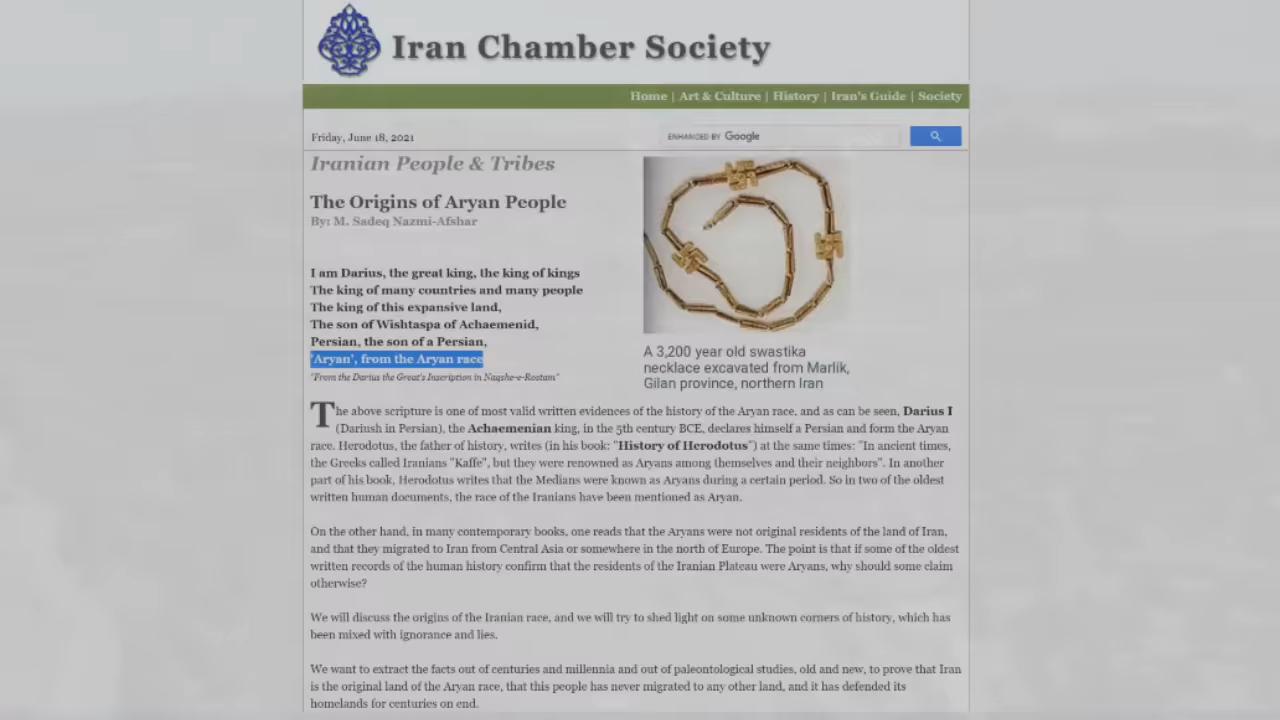 Iran Chamber Society
Home | Art & Culture | History | Iran's Guide | Society
Friday, June 18, 2021
ENHANCED BY Google
Iranian People & Tribes
The Origins of Aryan People
By: M. Sadeq Nazmi-Afshar
I am Darius, the great king, the king of kings
The king of many countries and many people
The king of this expansive land,
The son of Wishtaspa of Achaemenid,
Persian, the son of a Persian,
'Aryan', from the Aryan race
"From the Darius the Great's Inscription in Naqshe-e-Rostam"
A 3,200 year old swastika
necklace excavated from Marlik,
Gilan province, northern Iran
The above scripture is one of most valid written evidences of the history of the Aryan race, and as can be seen, Darius I
(Dariush in Persian), the Achaemenian king, in the 5th century BCE, declares himself a Persian and form the Aryan
race. Herodotus, the father of history, writes (in his book: "History of Herodotus") at the same times: "In ancient times,
the Greeks called Iranians "Kaffe", but they were renowned as Aryans among themselves and their neighbors". In another
part of his book, Herodotus writes that the Medians were known as Aryans during a certain period. So in two of the oldest
written human documents, the race of the Iranians have been mentioned as Aryan.
On the other hand, in many contemporary books, one reads that the Aryans were not original residents of the land of Iran,
and that they migrated to Iran from Central Asia or somewhere in the north of Europe. The point is that if some of the oldest
written records of the human history confirm that the residents of the Iranian Plateau were Aryans, why should some claim
otherwise?
We will discuss the origins of the Iranian race, and we will try to shed light on some unknown corners of history, which has
been mixed with ignorance and lies.
We want to extract the facts out of centuries and millennia and out of paleontological studies, old and new, to prove that Iran
is the original land of the Aryan race, that this people has never migrated to any other land, and it has defended its
homelands for centuries on end.